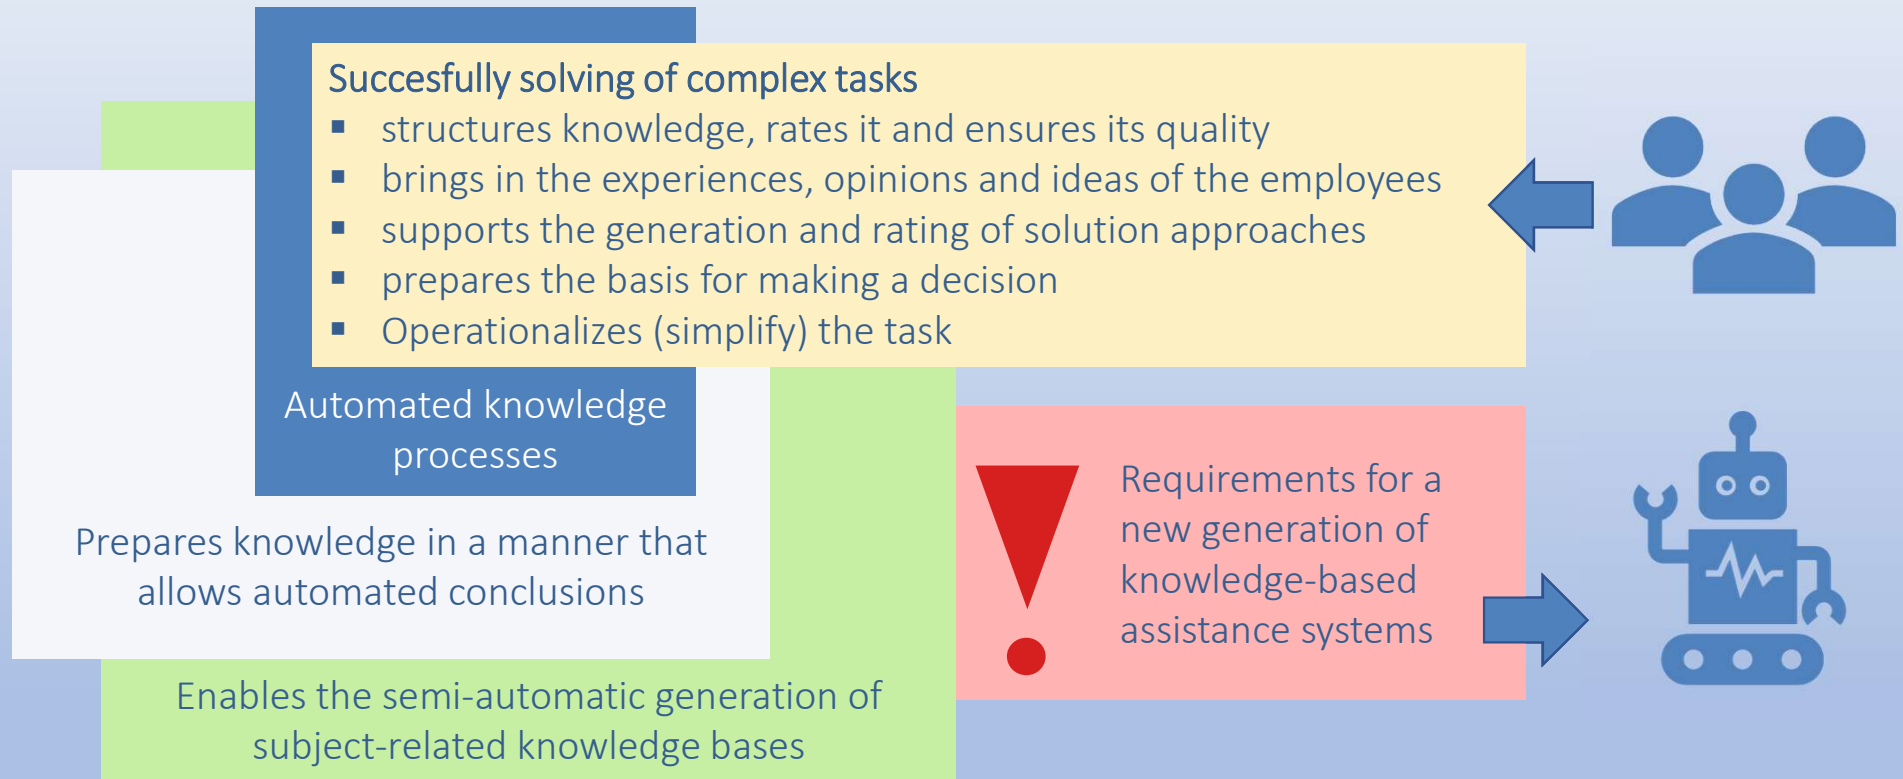 Succesfully solving of complex tasks
▪ structures knowledge, rates it and ensures its quality
▪ brings in the experiences, opinions and ideas of the employees
▪ supports the generation and rating of solution approaches
▪ prepares the basis for making a decision
▪ Operationalizes (simplify) the task
Automated knowledge
processes
Prepares knowledge in a manner that
allows automated conclusions
Enables the semi-automatic generation of
subject-related knowledge bases
Requirements for a
new generation of
knowledge-based
assistance systems